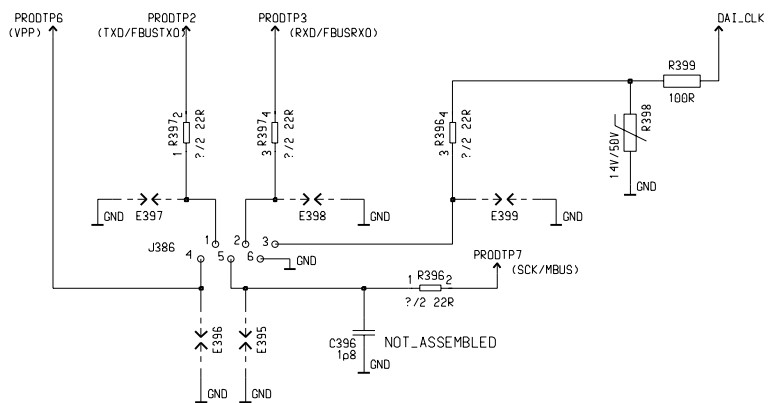 PRODTP6
(VPP)
PRODTP2
(TXD/FBUSTXO)
PRODTP3
(RXD/FBUSRXO)
DAI_CLK
R399
100R
R397
2
1
?/2 22R
R397
4
3
?/2 22R
R396
4
3
?/2 22R
R398
14V/50V
GND
GND
E397
E398
GND
E399
GND
J386
1
2
3
4
5
6
GND
PRODTP7
(SCK/MBUS)
1
R396
2
?/2 22R
E396
E395
C396
1p8
NOT_ASSEMBLED
GND
GND
GND